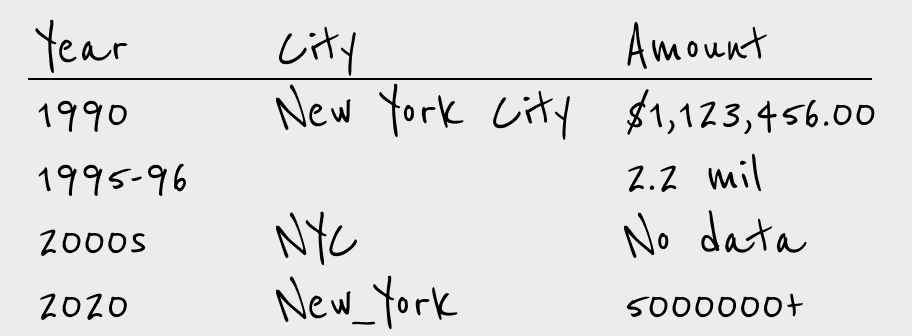 Year City Amount
1990 New York City $1,123,456.00
1995-96 2.2 mil
2000s NYC No data
2020 New_York 5000000+